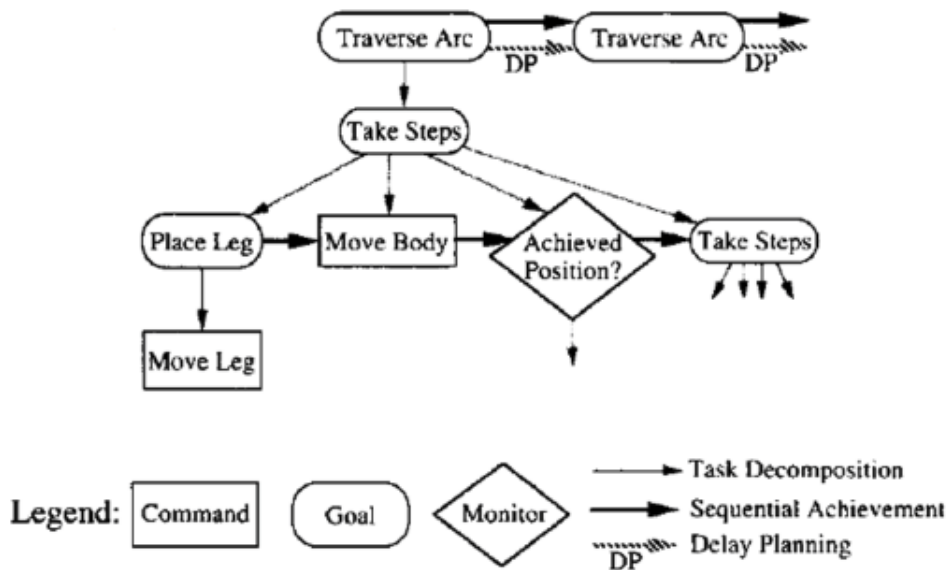 Traverse Arc
DP
Traverse Arc
DP
Take Steps
Place Leg
Move Body
Achieved
Position?
Take Steps
Move Leg
Legend:
Command
Goal
Monitor
Task Decomposition
Sequential Achievement
DP
Delay Planning